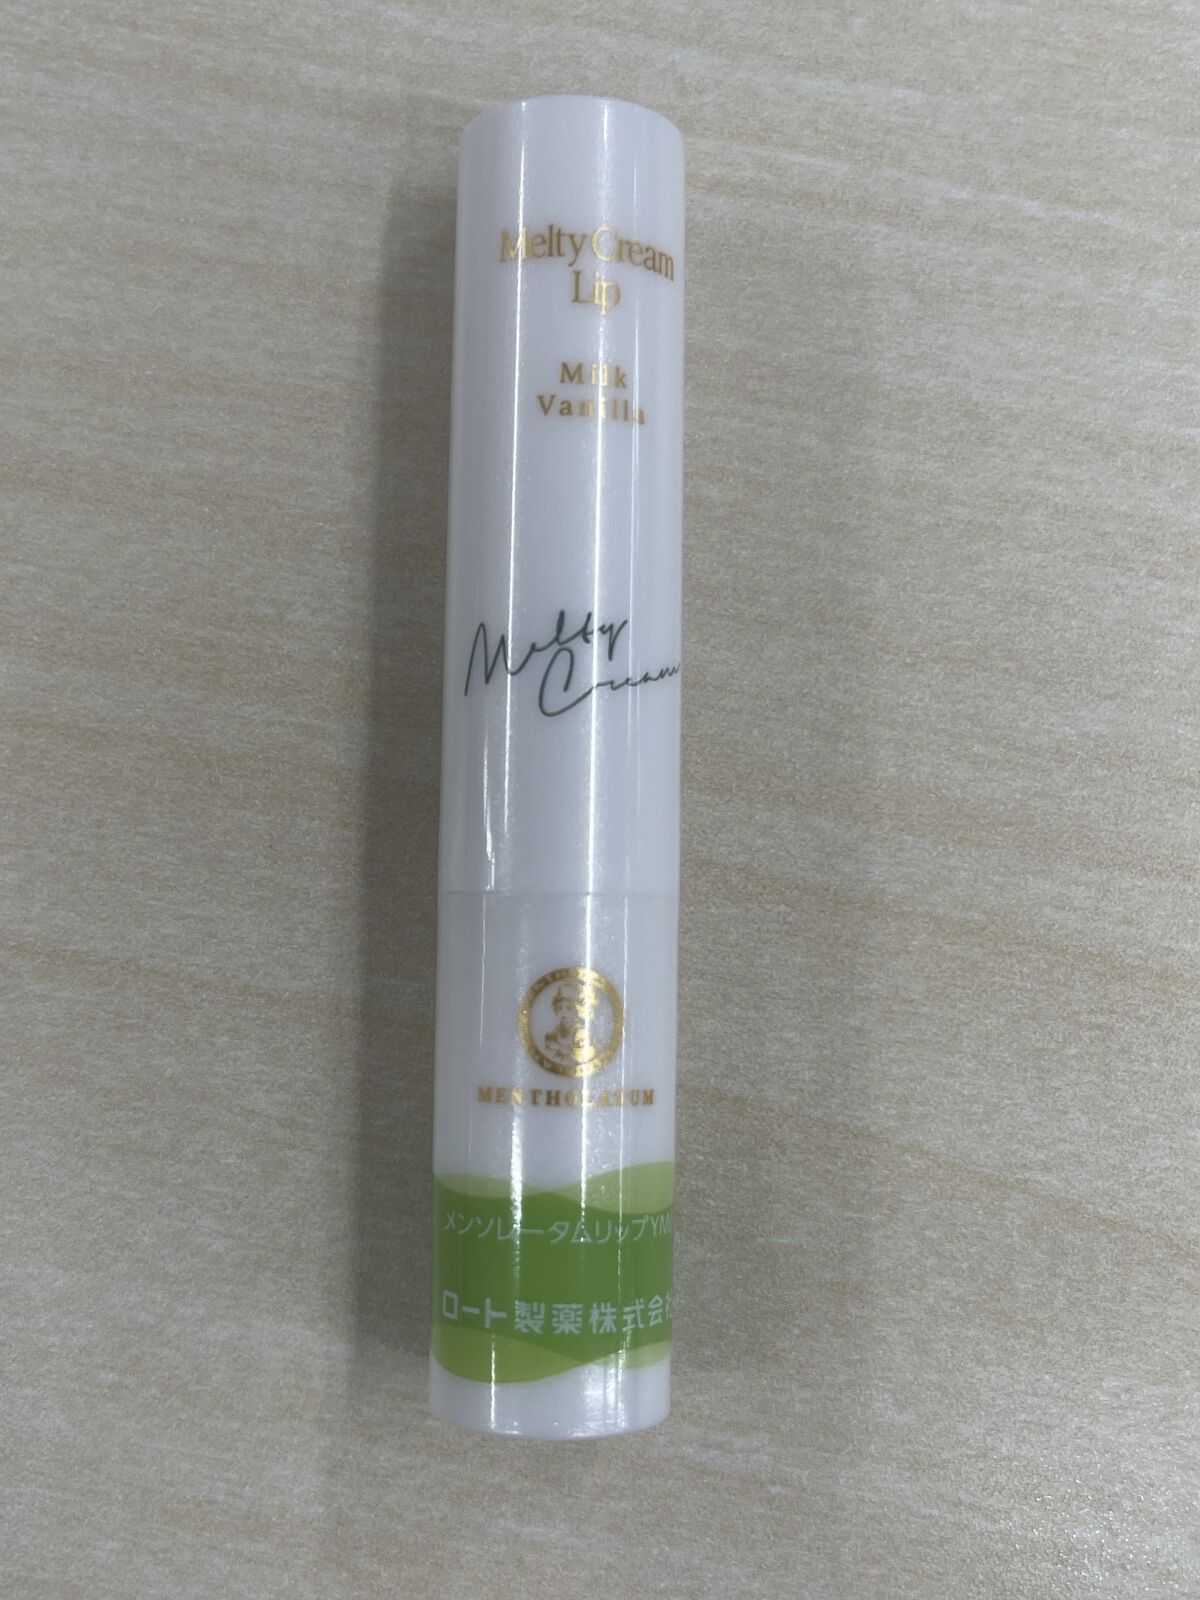 Melty Cream
Lip
Milk
Vanilla
Melty
Cream
MENTHOLATUM
メンソレータムリップYM
ロート製薬株式会社